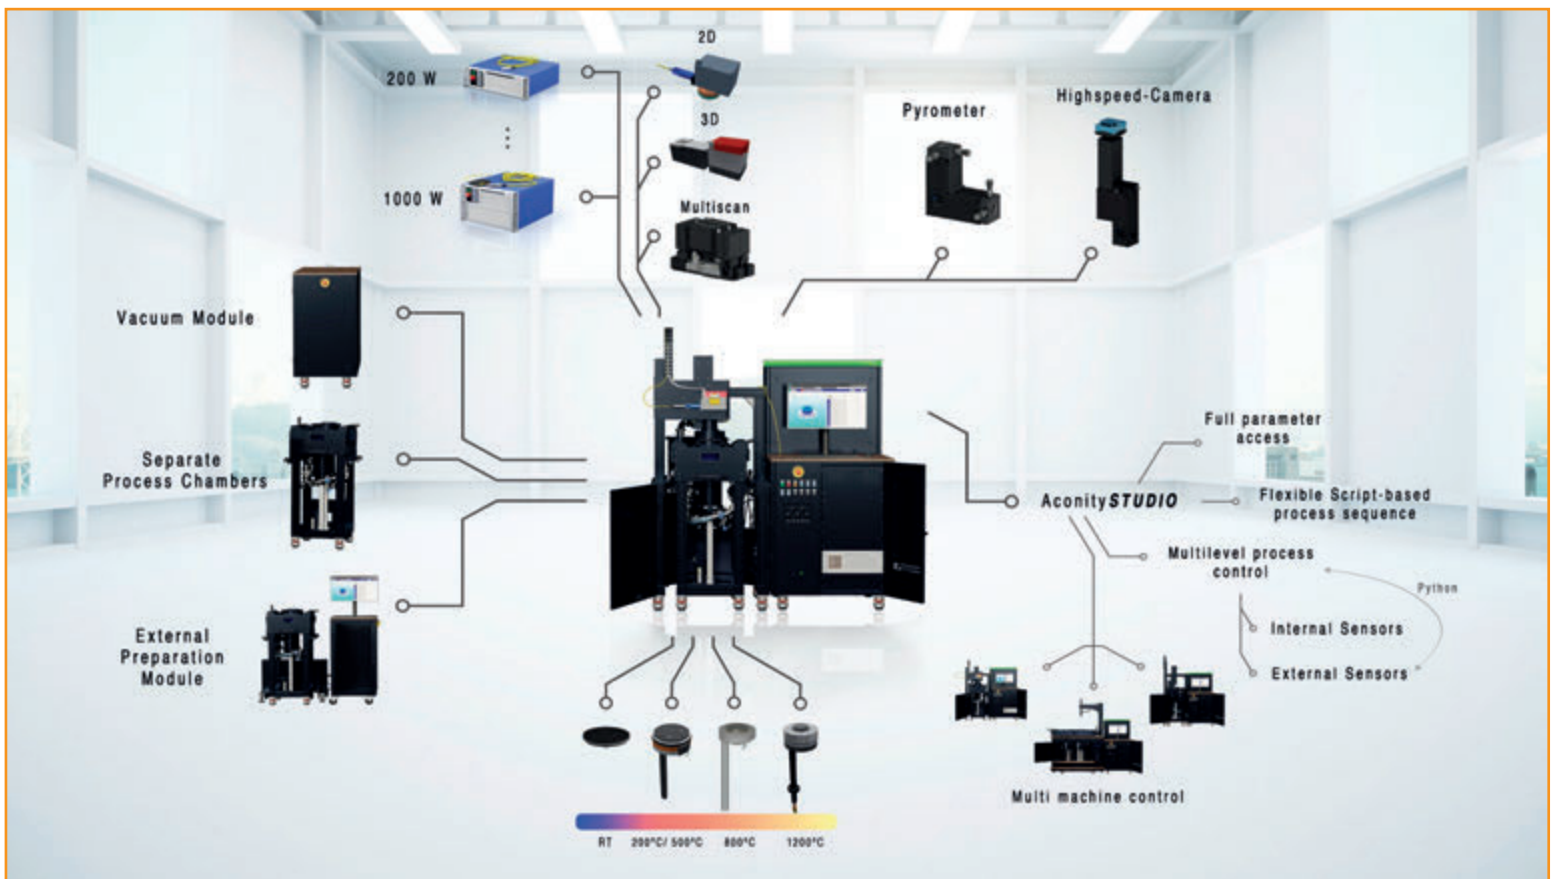 2D
200 W
3D
1000 W
Multiscan
Pyrometer
Highspeed-Camera
Vacuum Module
Separate
Process Chambers
External
Preparation
Module
AconitySTUDIO
Full parameter
access
Flexible Script-based
process sequence
Multilevel process
control
Python
Internal Sensors
External Sensors
Multi machine control
RT
200°C/ 500°C
800°C
1200°C